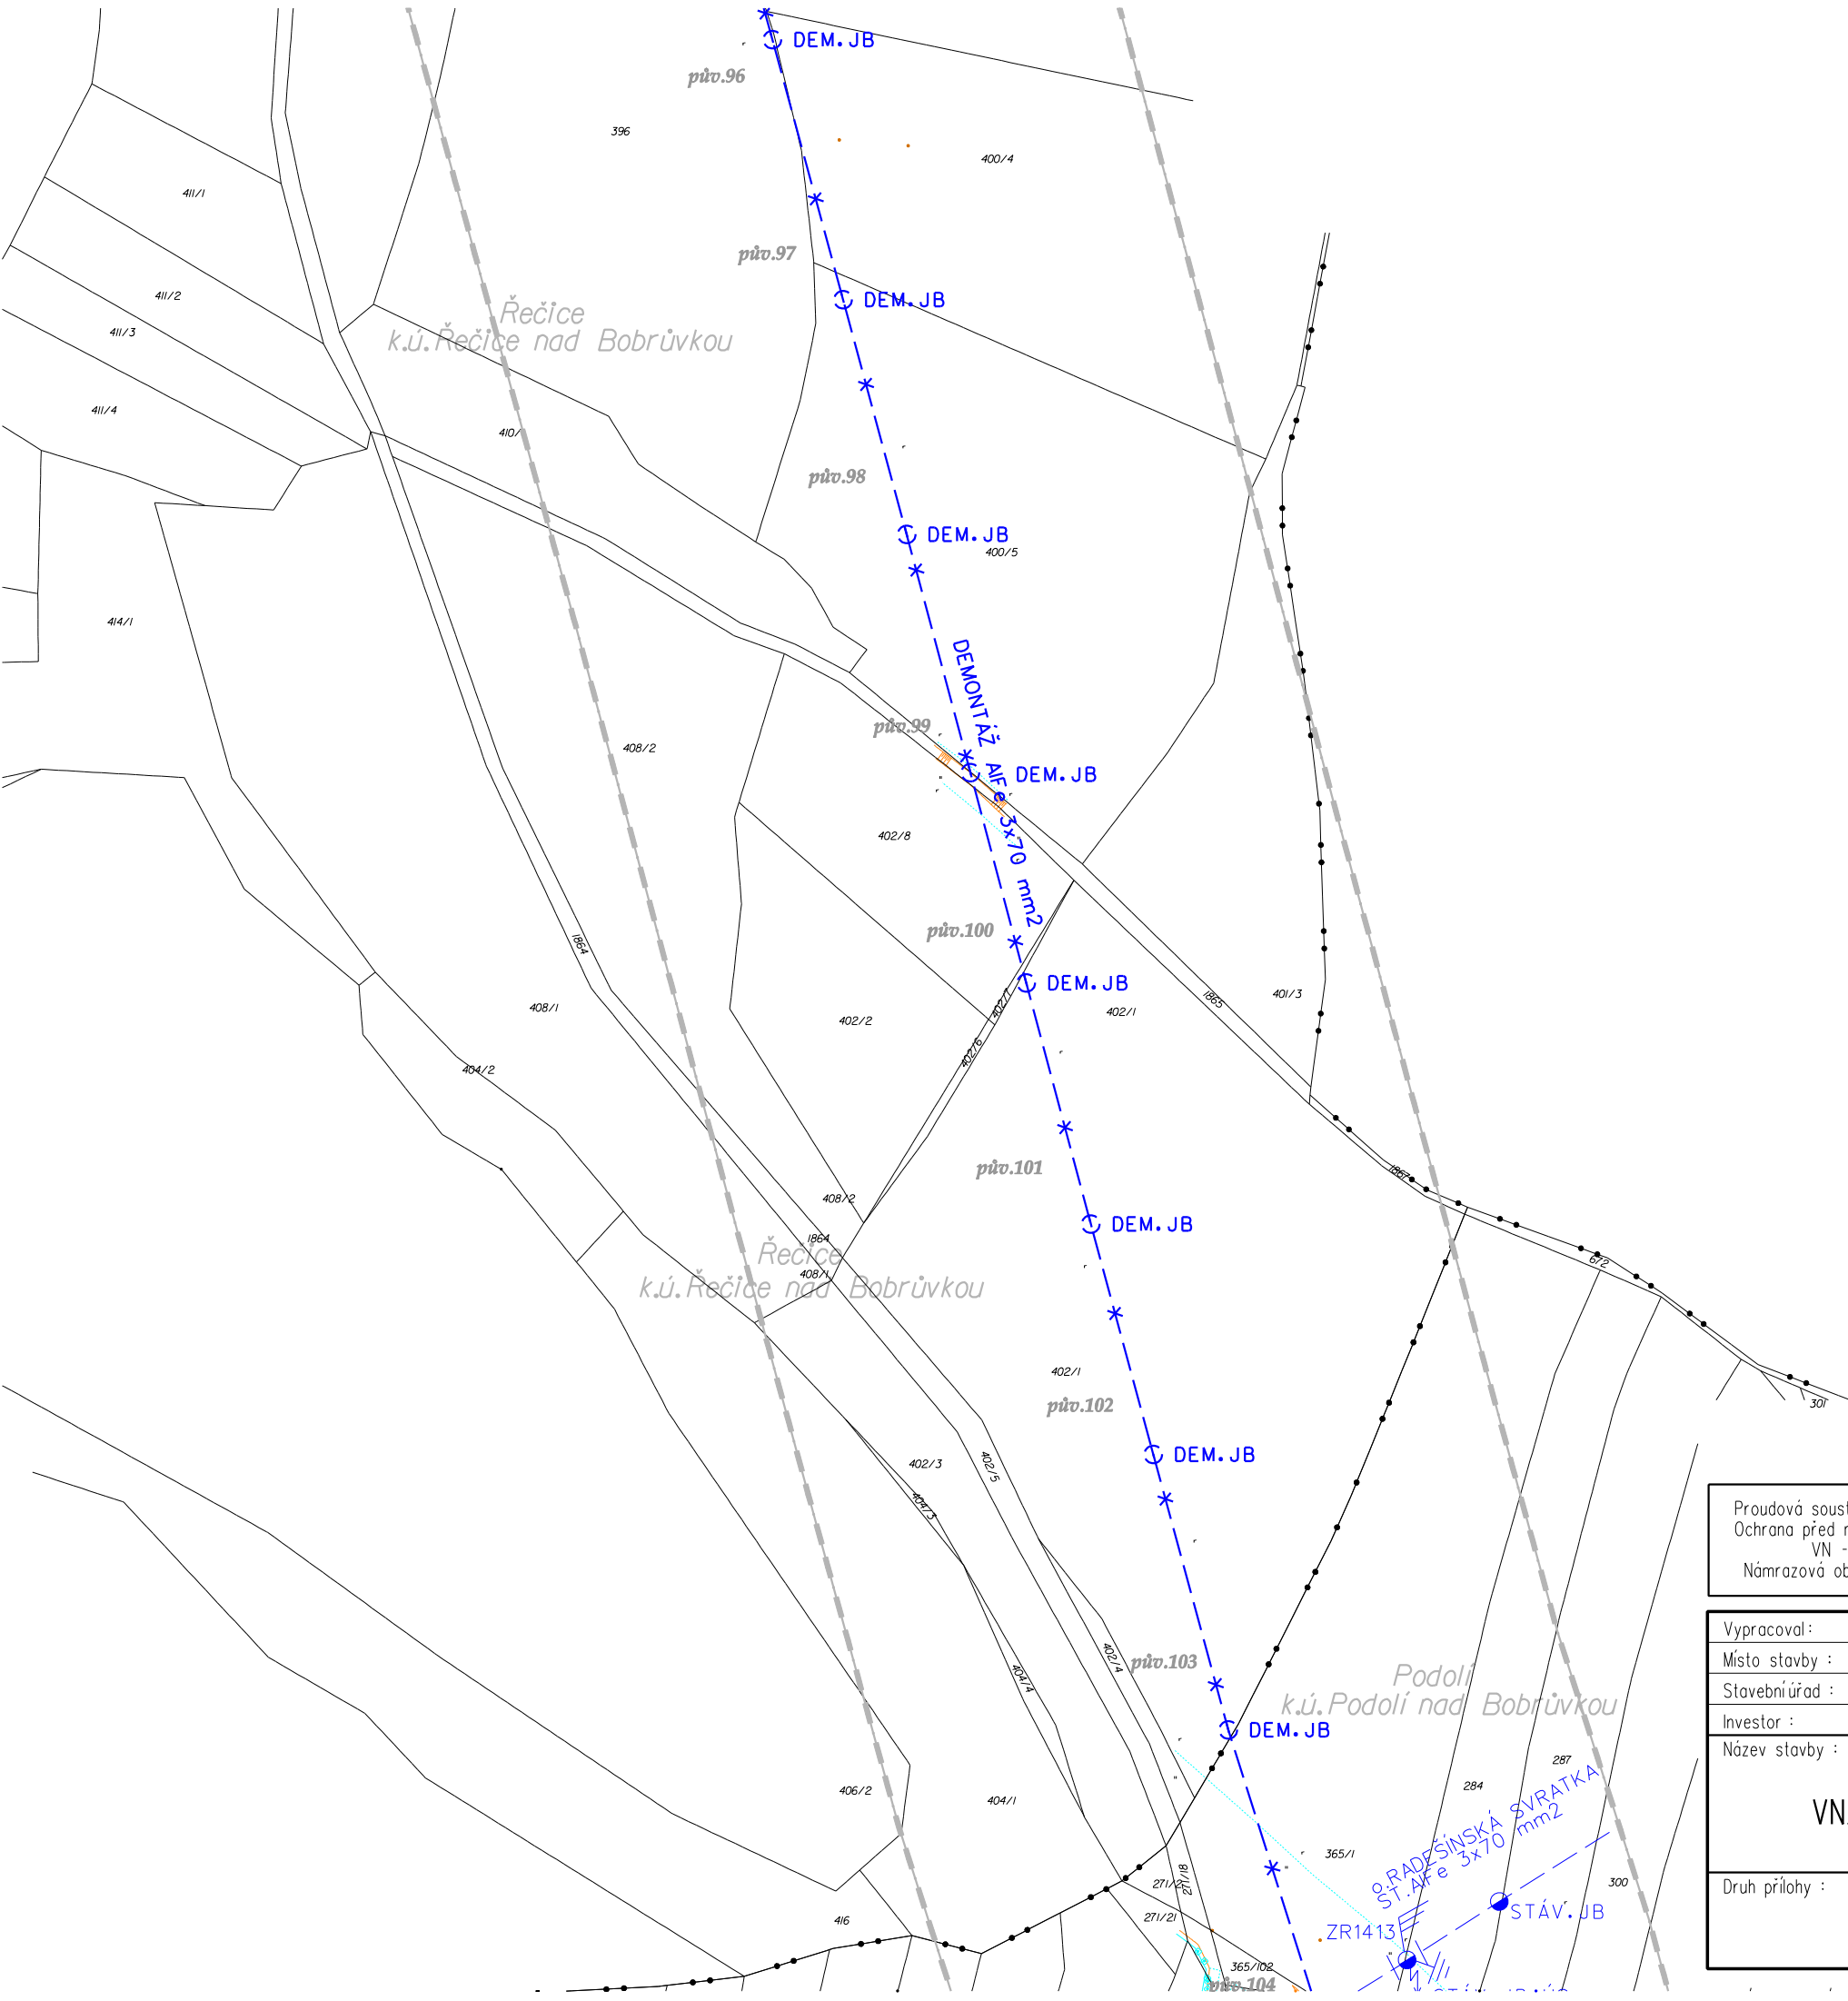 DEM.JB
pův.96
396
400/4
411/1
pův.97
411/2
DEM.JB
Řečice
k.ú.Řečice nad Bobrůvkou
411/3
411/4
410/
pův.98
DEM.JB
400/5
414/1
DEMONTÁŽ AlFe 3x70 mm2
pův.99
408/2
DEM.JB
402/8
pův.100
1864
DEM.JB
402/7
1865
401/3
408/1
402/2
402/1
402/6
404/2
pův.101
1867
408/2
DEM.JB
1864
Řečice
k.ú.Řečice nad Bobrůvkou
408/1
672
402/1
pův.102
301
DEM.JB
402/3
402/5
404/3
Proudová soust
Ochrana před
VN -
Námrazová ob
Vypracoval:
Místo stavby :
Stavební úřad :
Investor :
Název stavby :
VN
Druh přílohy :
402/4
pův.103
404/4
Podolí
k.ú.Podolí nad Bobrůvkou
DEM.JB
287
284
406/2
404/1
o.RADEŠÍNSKÁ SVRATKA
ST.AlFe 3x70 mm2
365/1
271/2
271/18
300
416
271/21
ZR1413
STÁV.JB
365/102
pův.104